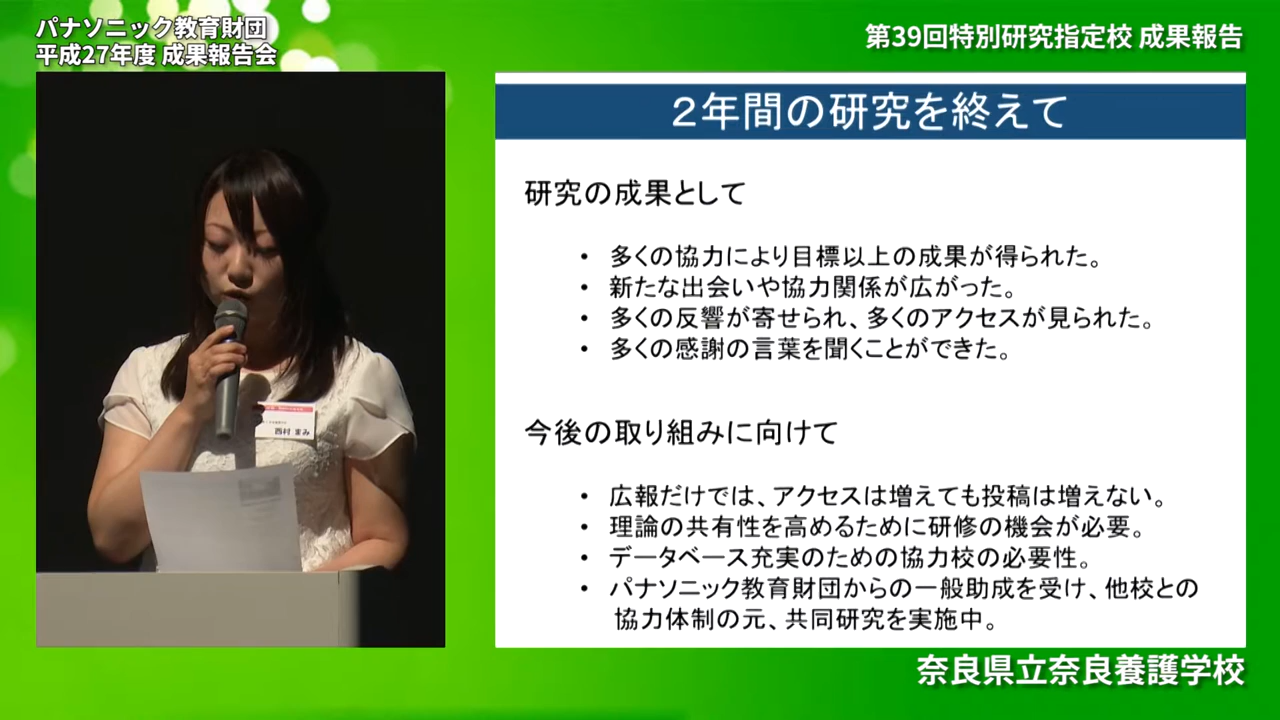 パナソニック教育財団
平成27年度 成果報告会
第39回特別研究指定校 成果報告
２年間の研究を終えて
研究の成果として
• 多くの協力により目標以上の成果が得られた。
• 新たな出会いや協力関係が広がった。
• 多くの反響が寄せられ、多くのアクセスが見られた。
• 多くの感謝の言葉を聞くことができた。
今後の取り組みに向けて
• 広報だけでは、アクセスは増えても投稿は増えない。
• 理論の共有性を高めるために研修の機会が必要。
• データベース充実のための協力校の必要性。
• パナソニック教育財団からの一般助成を受け、他校との
協力体制の元、共同研究を実施中。
西村 まみ
奈良県立奈良養護学校